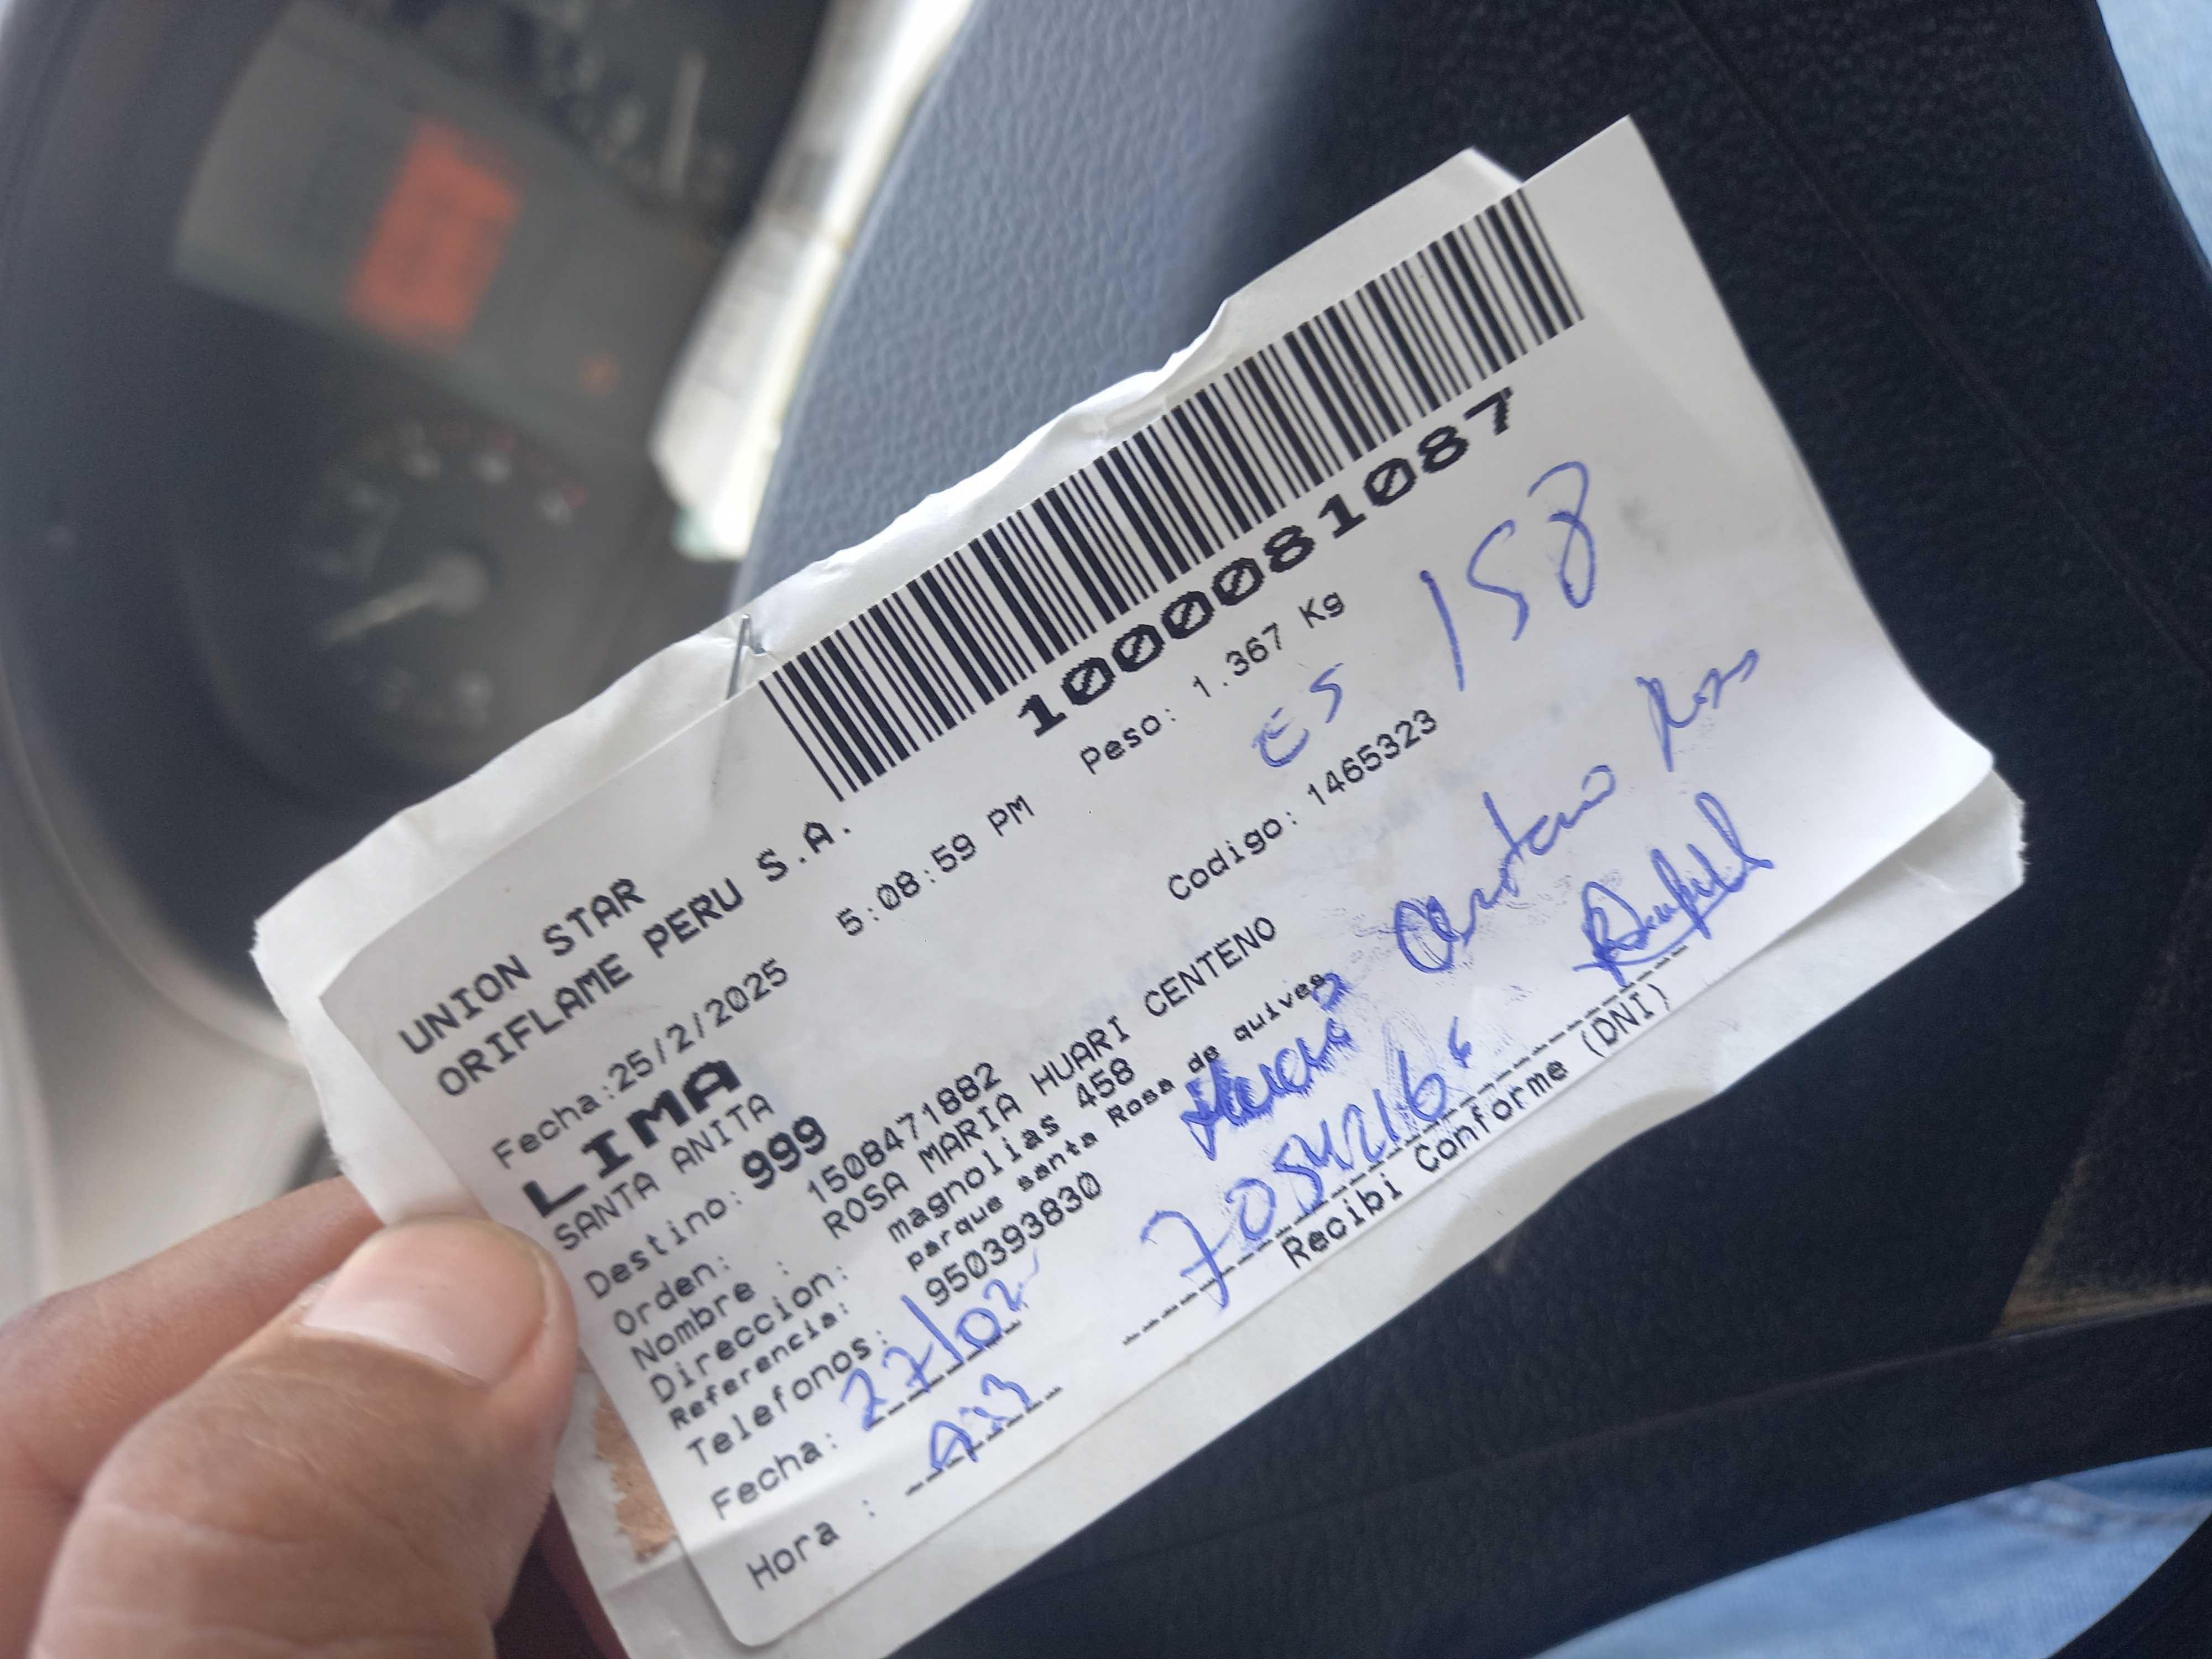 1000081087
UNION STAR
ORIFLAME PERU S.A.
Peso: 1.367 Kg
Fecha:25/2/2025 5:08:59 PM
ES 158
LIMA
SANTA ANITA
Codigo: 1465323
Destino: 999
Orden: 1508471882
Nombre : ROSA MARIA HUARI CENTENO
Direccion: magnolias 458
Referencia: parque santa Rosa de quives
Telefonos: 950393830
Rosa
Fecha: 27/02
Hora :
Recibi Conforme (DNI)